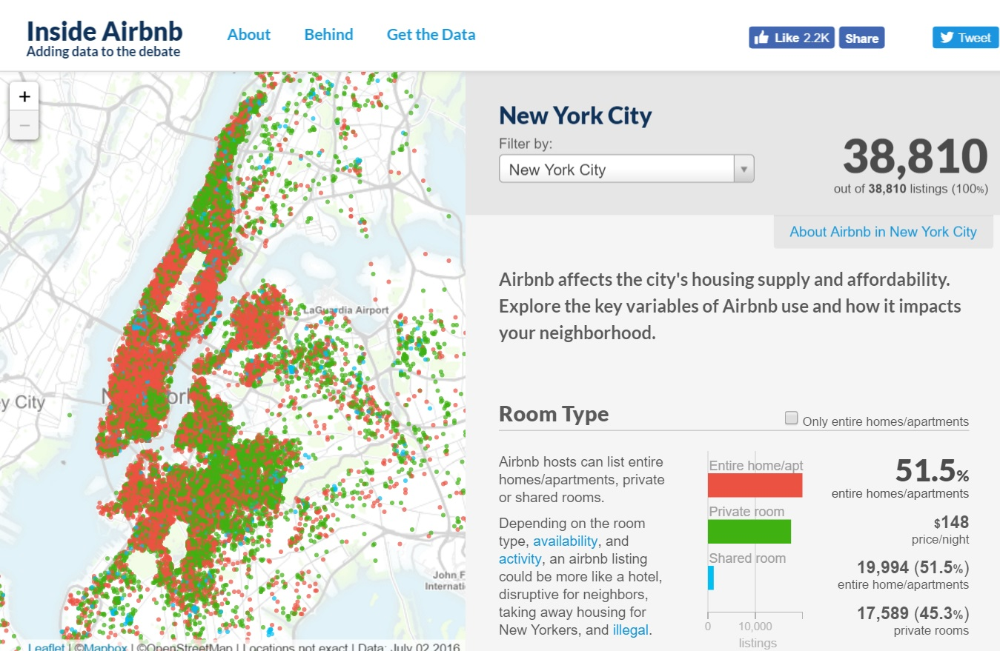 Inside Airbnb
Adding data to the debate
About
Behind
Get the Data
Like 2.2K
Share
Tweet
+
−
LaGuardia Airport
y City
John F
Internati
Leaflet | ©Mapbox | ©OpenStreetMap | Locations not exact | Data: July 02 2016
New York City
Filter by:
New York City
38,810
out of 38,810 listings (100%)
About Airbnb in New York City
Airbnb affects the city's housing supply and affordability.
Explore the key variables of Airbnb use and how it impacts
your neighborhood.
Room Type
Only entire homes/apartments
Airbnb hosts can list entire
homes/apartments, private
or shared rooms.
Depending on the room
type, availability, and
activity, an airbnb listing
could be more like a hotel,
disruptive for neighbors,
taking away housing for
New Yorkers, and illegal.
Entire home/apt
Private room
Shared room
0
10,000
listings
51.5%
entire homes/apartments
$148
price/night
19,994 (51.5%)
entire homes/apartments
17,589 (45.3%)
private rooms